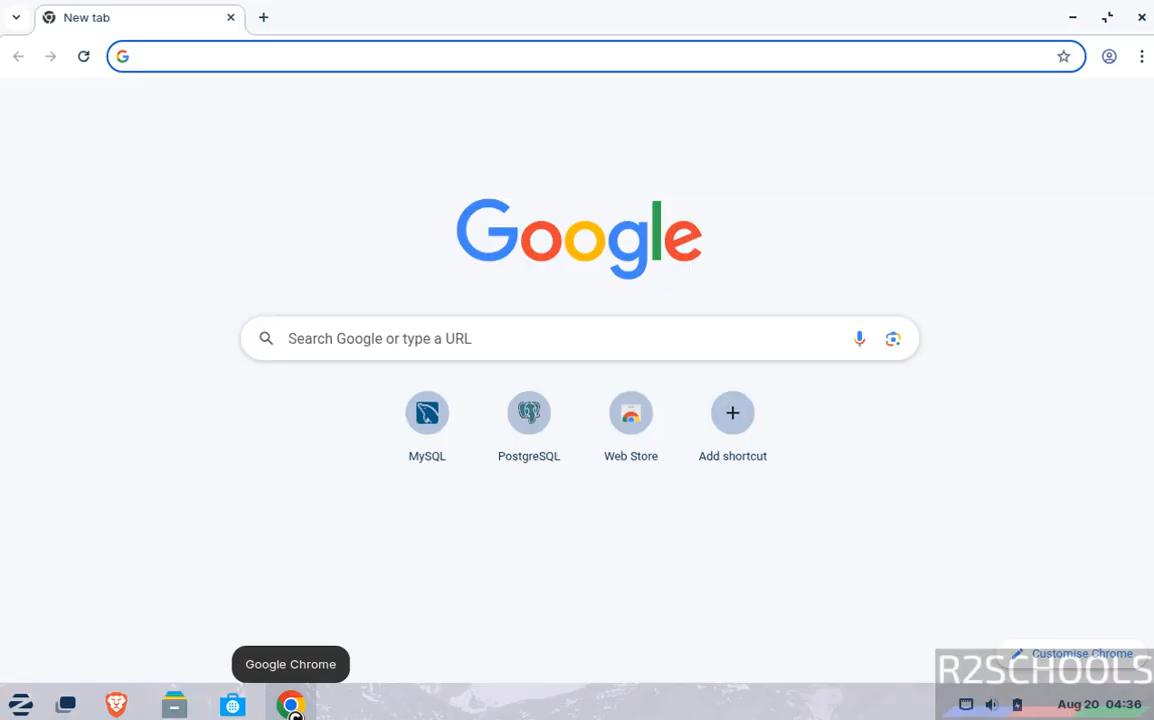 New tab
Google
Search Google or type a URL
MySQL
PostgreSQL
Web Store
Add shortcut
Google Chrome
Customise Chrome
R2SCHOOLS
Aug 20 04:36